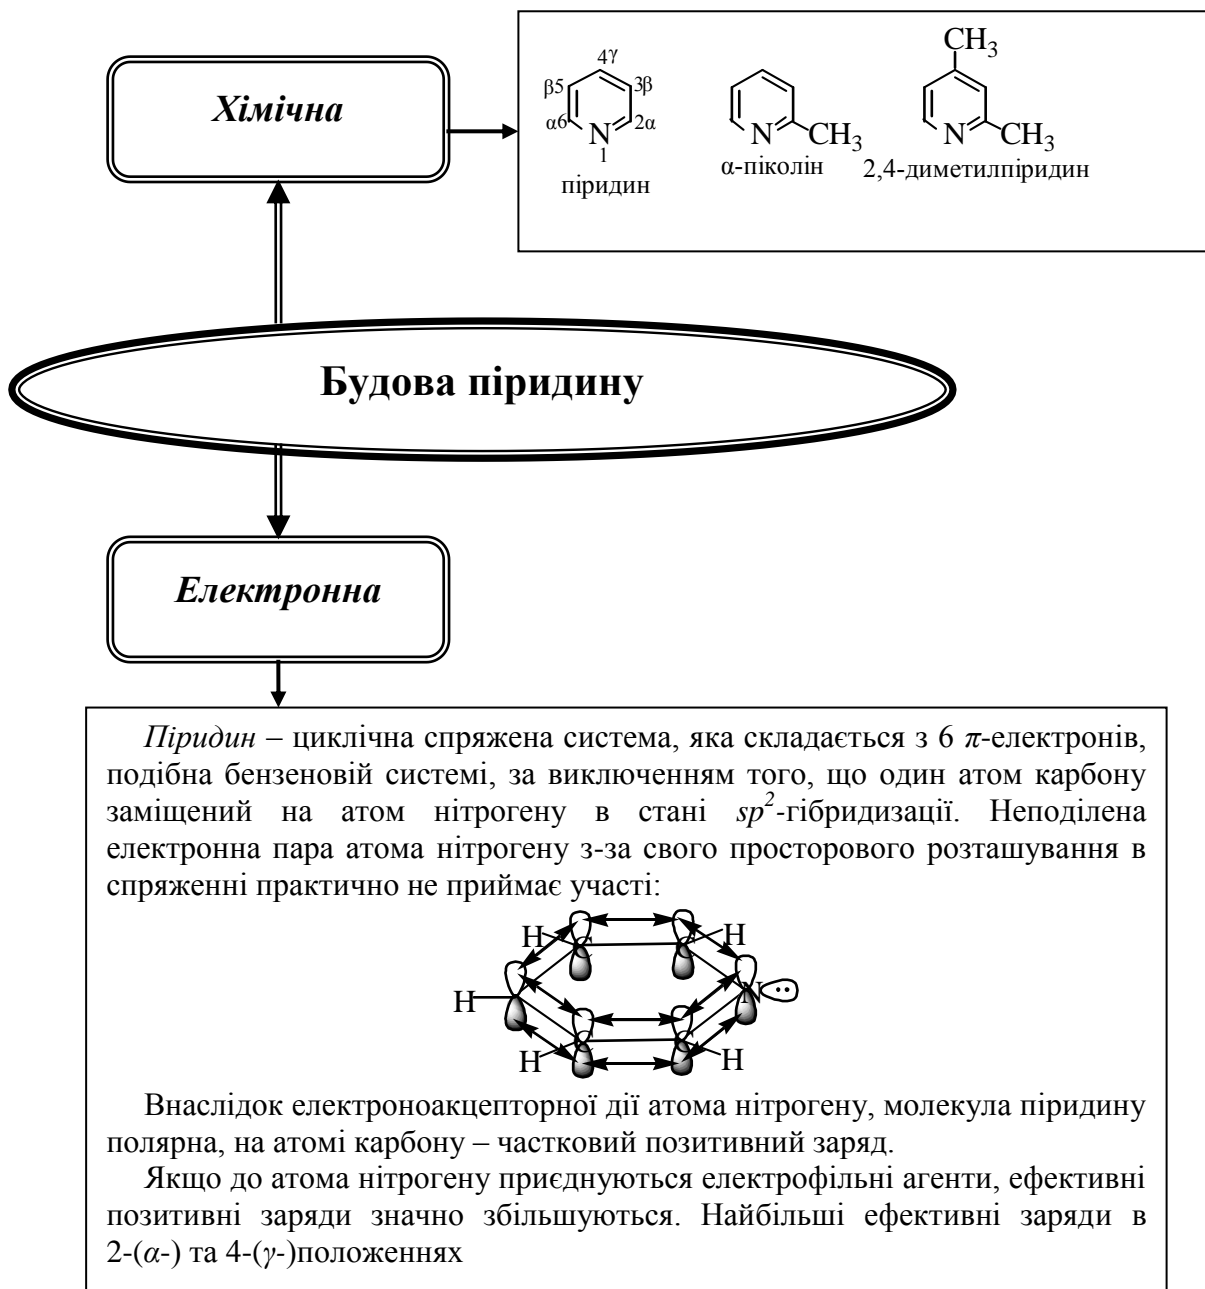 Хімічна
4γ
β5 3β
α6 2α
N
1
піридин
N CH3
α-піколін
CH3
N CH3
2,4-диметилпіридин
Будова піридину
Електронна
Піридин – циклічна спряжена система, яка складається з 6 π-електронів,
подібна бензеновій системі, за виключенням того, що один атом карбону
заміщений на атом нітрогену в стані sp²-гібридизації. Неподілена
електронна пара атома нітрогену з-за свого просторового розташування в
спряженні практично не приймає участі:
H C C H
H N
H C C H
Внаслідок електроноакцепторної дії атома нітрогену, молекула піридину
полярна, на атомі карбону – частковий позитивний заряд.
Якщо до атома нітрогену приєднуються електрофільні агенти, ефективні
позитивні заряди значно збільшуються. Найбільші ефективні заряди в
2-(α-) та 4-(γ-)положеннях